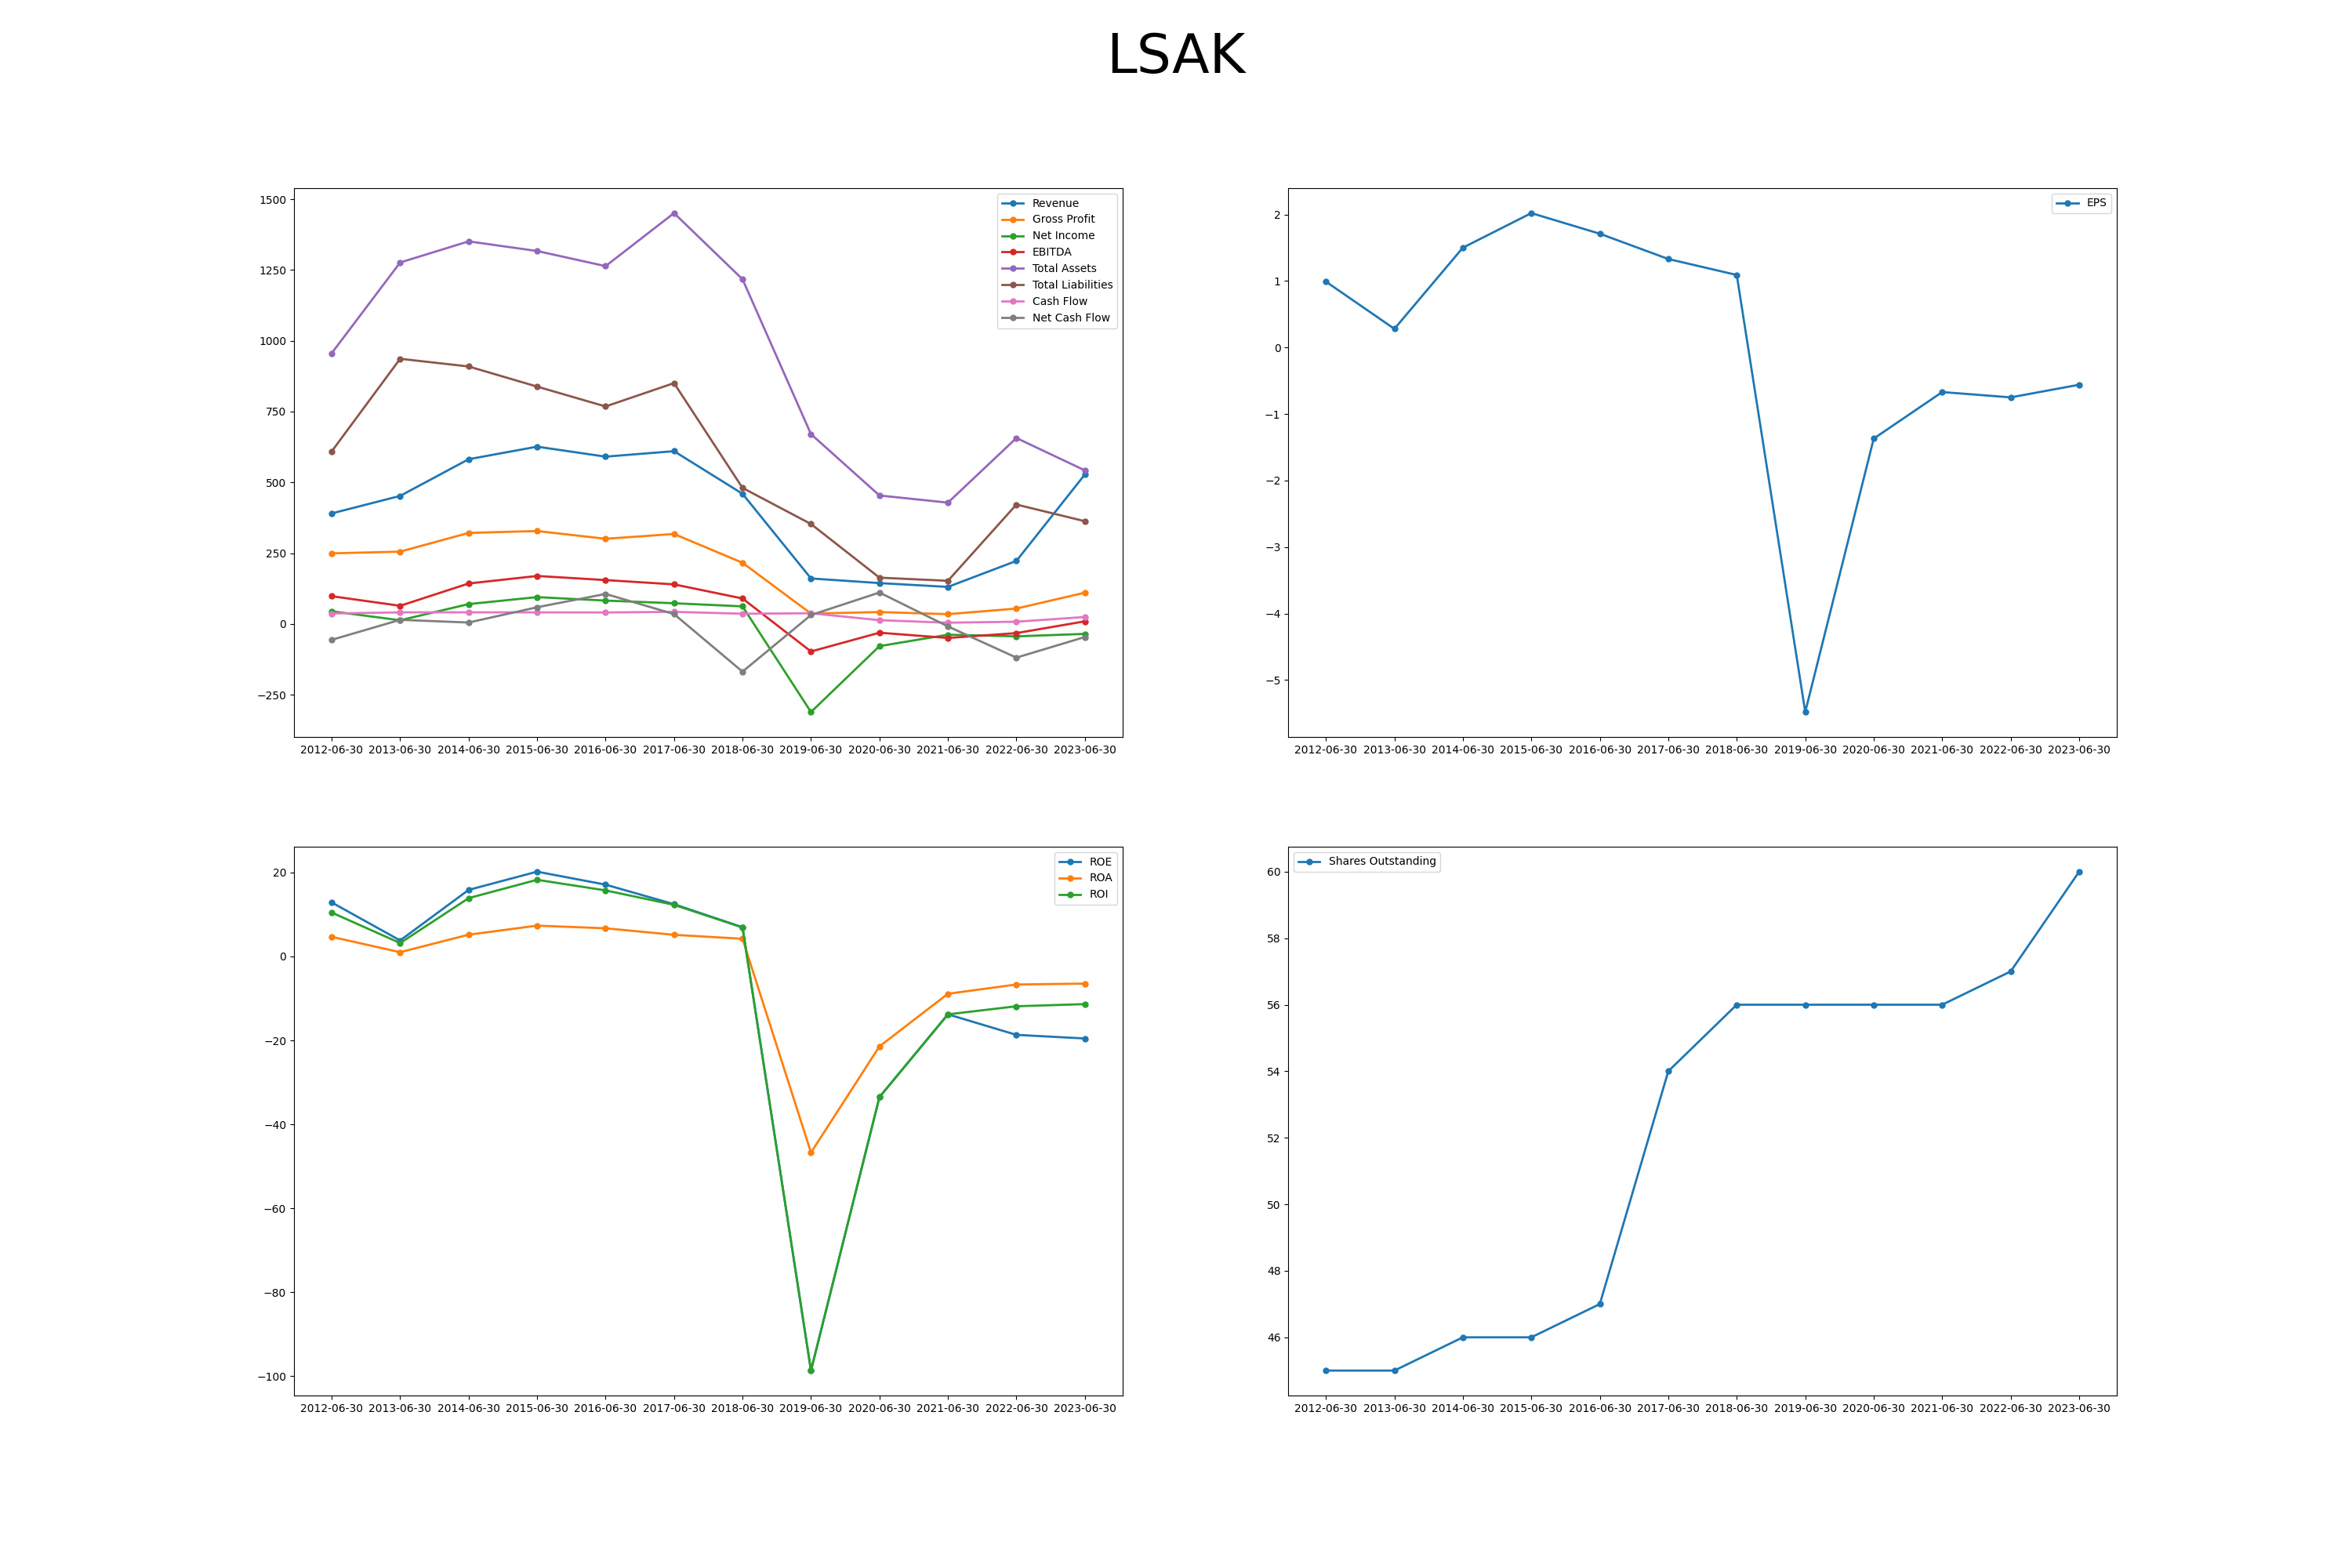 LSAK
1500
1250
1000
750
500
250
0
−250
Revenue
Gross Profit
Net Income
EBITDA
Total Assets
Total Liabilities
Cash Flow
Net Cash Flow
2012-06-30 2013-06-30 2014-06-30 2015-06-30 2016-06-30 2017-06-30 2018-06-30 2019-06-30 2020-06-30 2021-06-30 2022-06-30 2023-06-30
2
1
0
−1
−2
−3
−4
−5
EPS
2012-06-30 2013-06-30 2014-06-30 2015-06-30 2016-06-30 2017-06-30 2018-06-30 2019-06-30 2020-06-30 2021-06-30 2022-06-30 2023-06-30
20
0
−20
−40
−60
−80
−100
ROE
ROA
ROI
2012-06-30 2013-06-30 2014-06-30 2015-06-30 2016-06-30 2017-06-30 2018-06-30 2019-06-30 2020-06-30 2021-06-30 2022-06-30 2023-06-30
60
58
56
54
52
50
48
46
Shares Outstanding
2012-06-30 2013-06-30 2014-06-30 2015-06-30 2016-06-30 2017-06-30 2018-06-30 2019-06-30 2020-06-30 2021-06-30 2022-06-30 2023-06-30